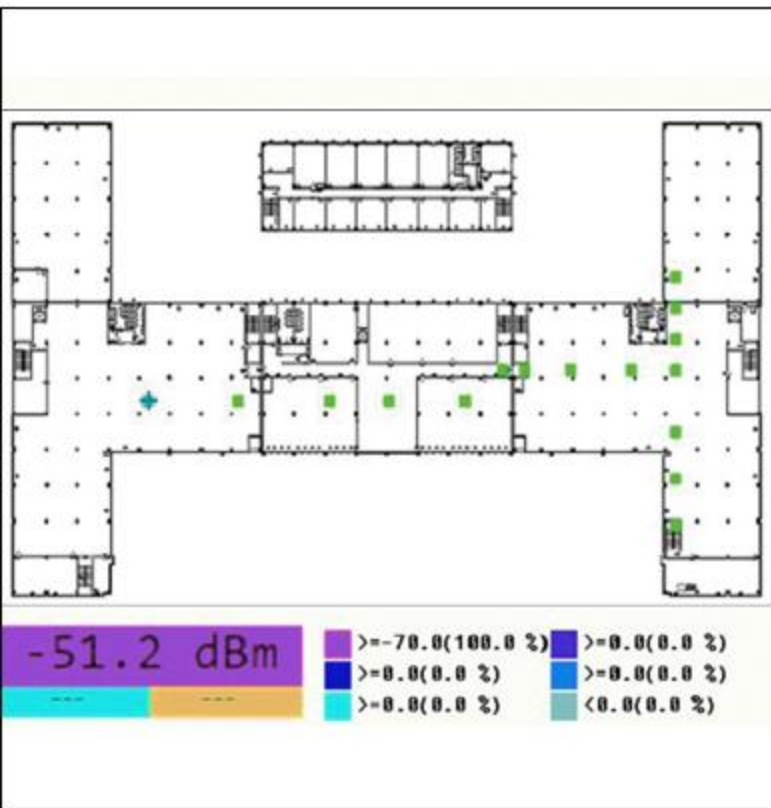 -51.2 dBm
--- ---
>=-70.0(100.0 %) >=0.0(0.0 %)
>=0.0(0.0 %) >=0.0(0.0 %)
>=0.0(0.0 %) <0.0(0.0 %)